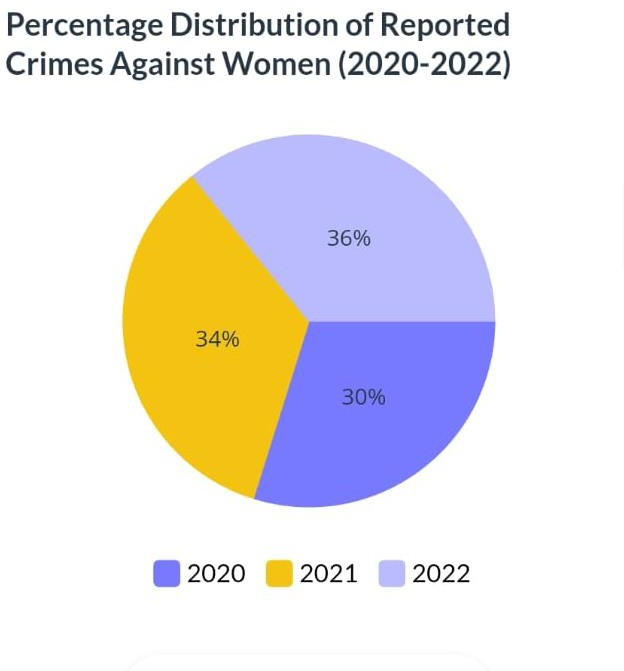 Percentage Distribution of Reported
Crimes Against Women (2020-2022)
36%
34%
30%
2020 2021 2022